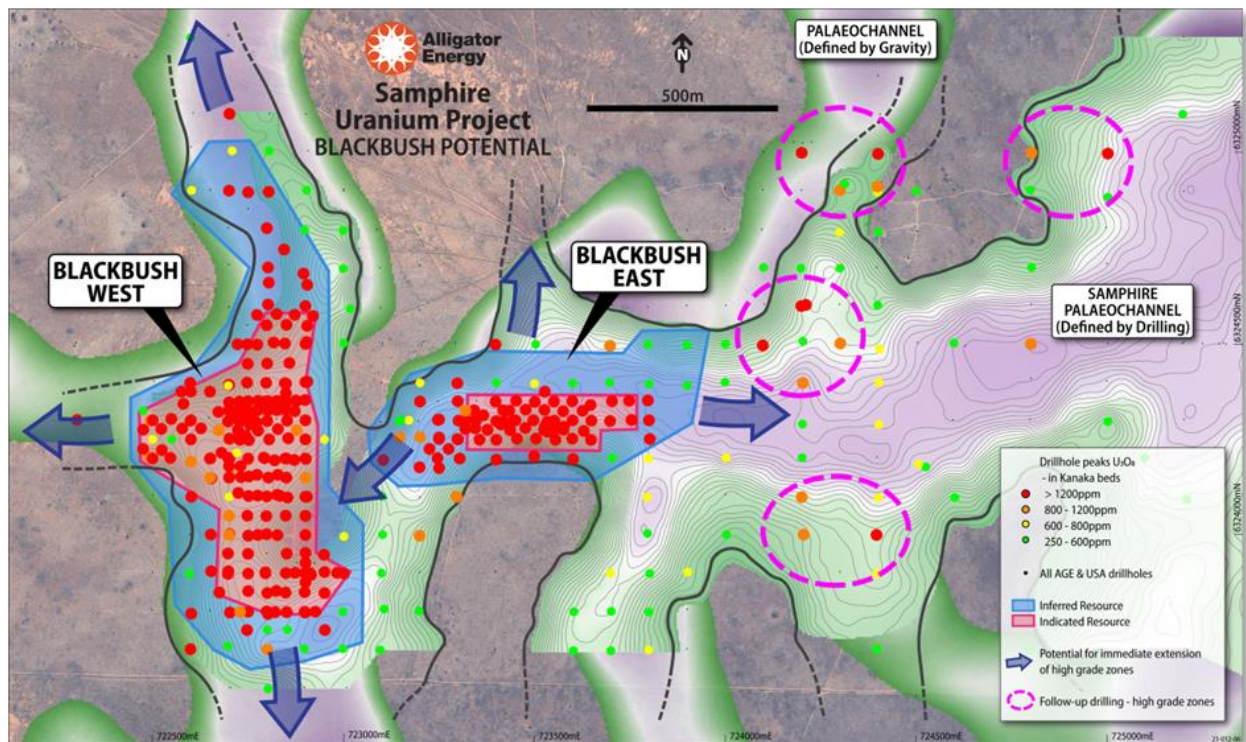 Alligator
Energy
Samphire
Uranium Project
BLACKBUSH POTENTIAL
N
500m
PALAEOCHANNEL
(Defined by Gravity)
BLACKBUSH
WEST
BLACKBUSH
EAST
SAMPHIRE
PALAEOCHANNEL
(Defined by Drilling)
6325000mN
6324500mN
6324000mN
Drillhole peaks U₃O₈
- in Kanaka beds
> 1200ppm
800 - 1200ppm
600 - 800ppm
250 - 600ppm
All AGE & USA drillholes
Inferred Resource
Indicated Resource
Potential for immediate extension
of high grade zones
Follow-up drilling - high grade zones
722500mE
723000mE
723500mE
724000mE
724500mE
725000mE
21-012-06